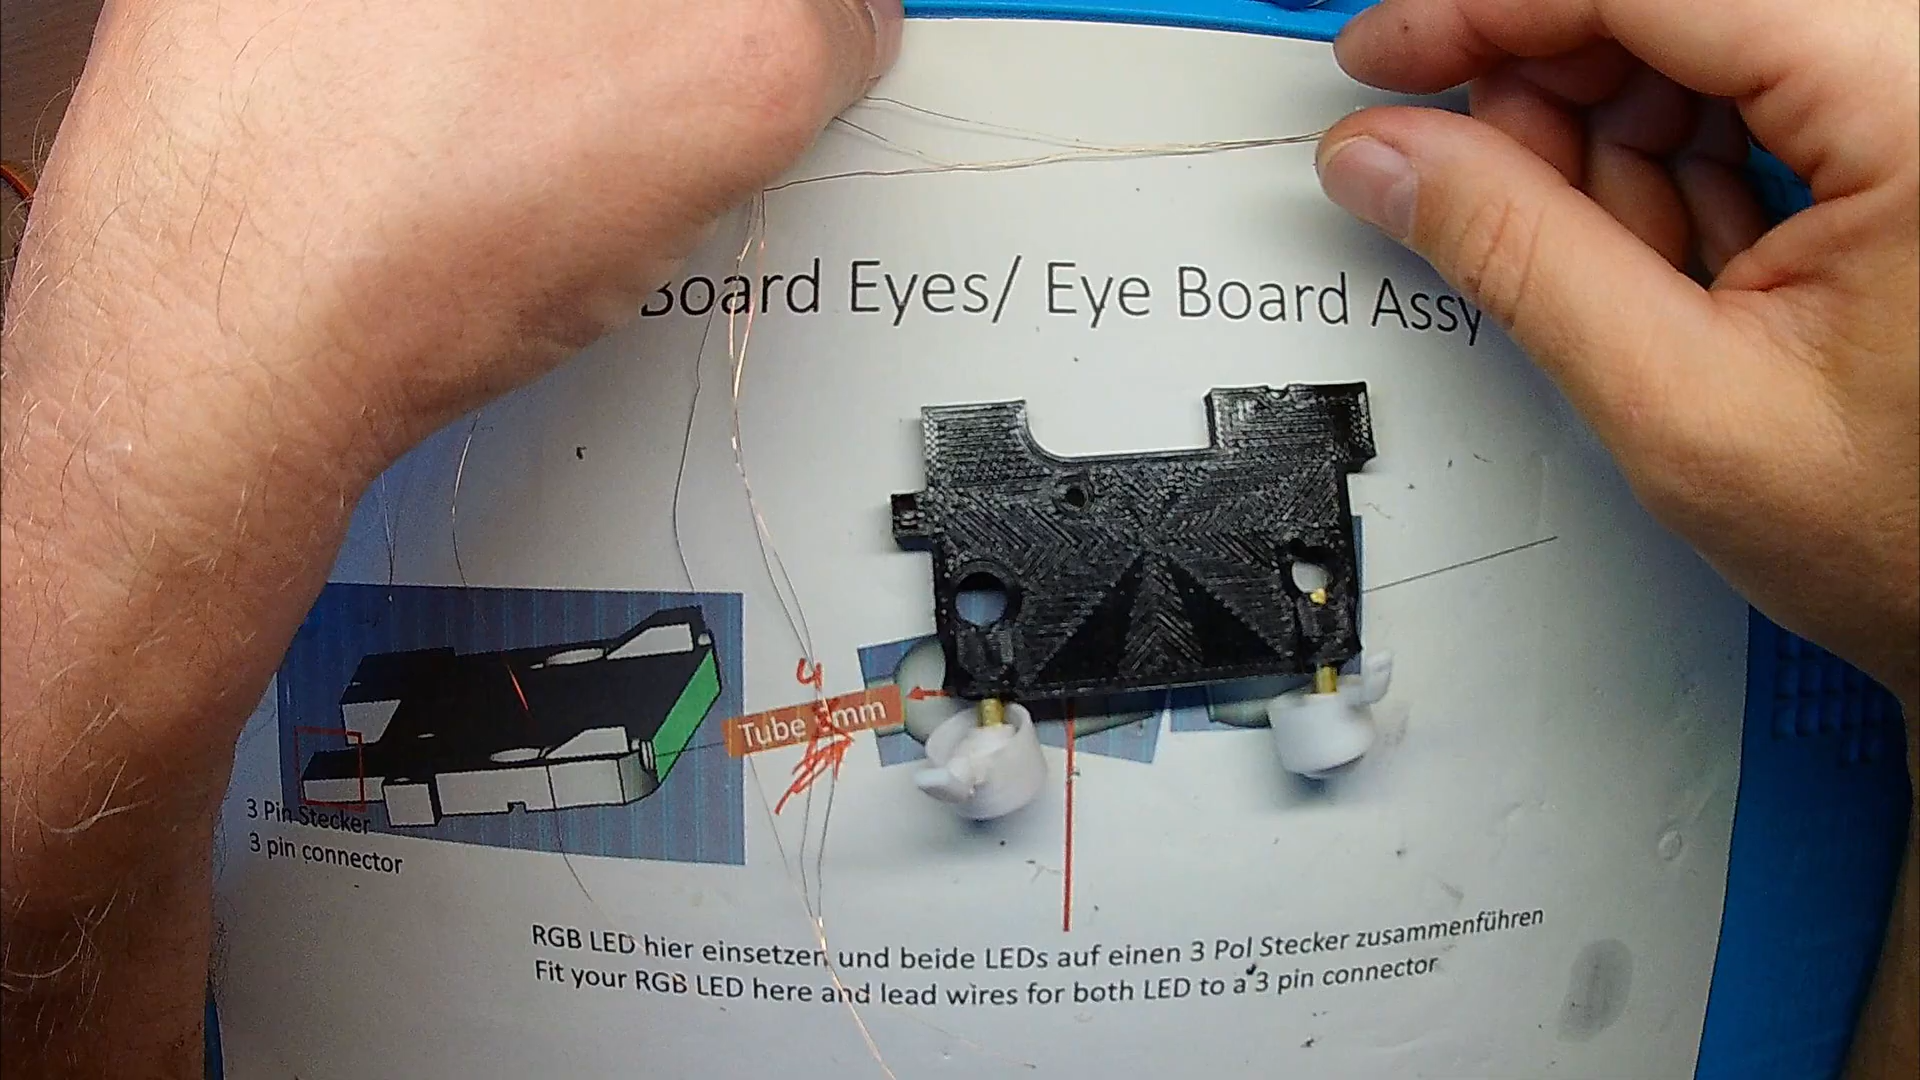 Board Eyes/ Eye Board Assy
4
Tube mm
3 Pin Stecker
3 pin connector
RGB LED hier einsetzen und beide LEDs auf einen 3 Pol Stecker zusammenführen
Fit your RGB LED here and lead wires for both LED to a 3 pin connector